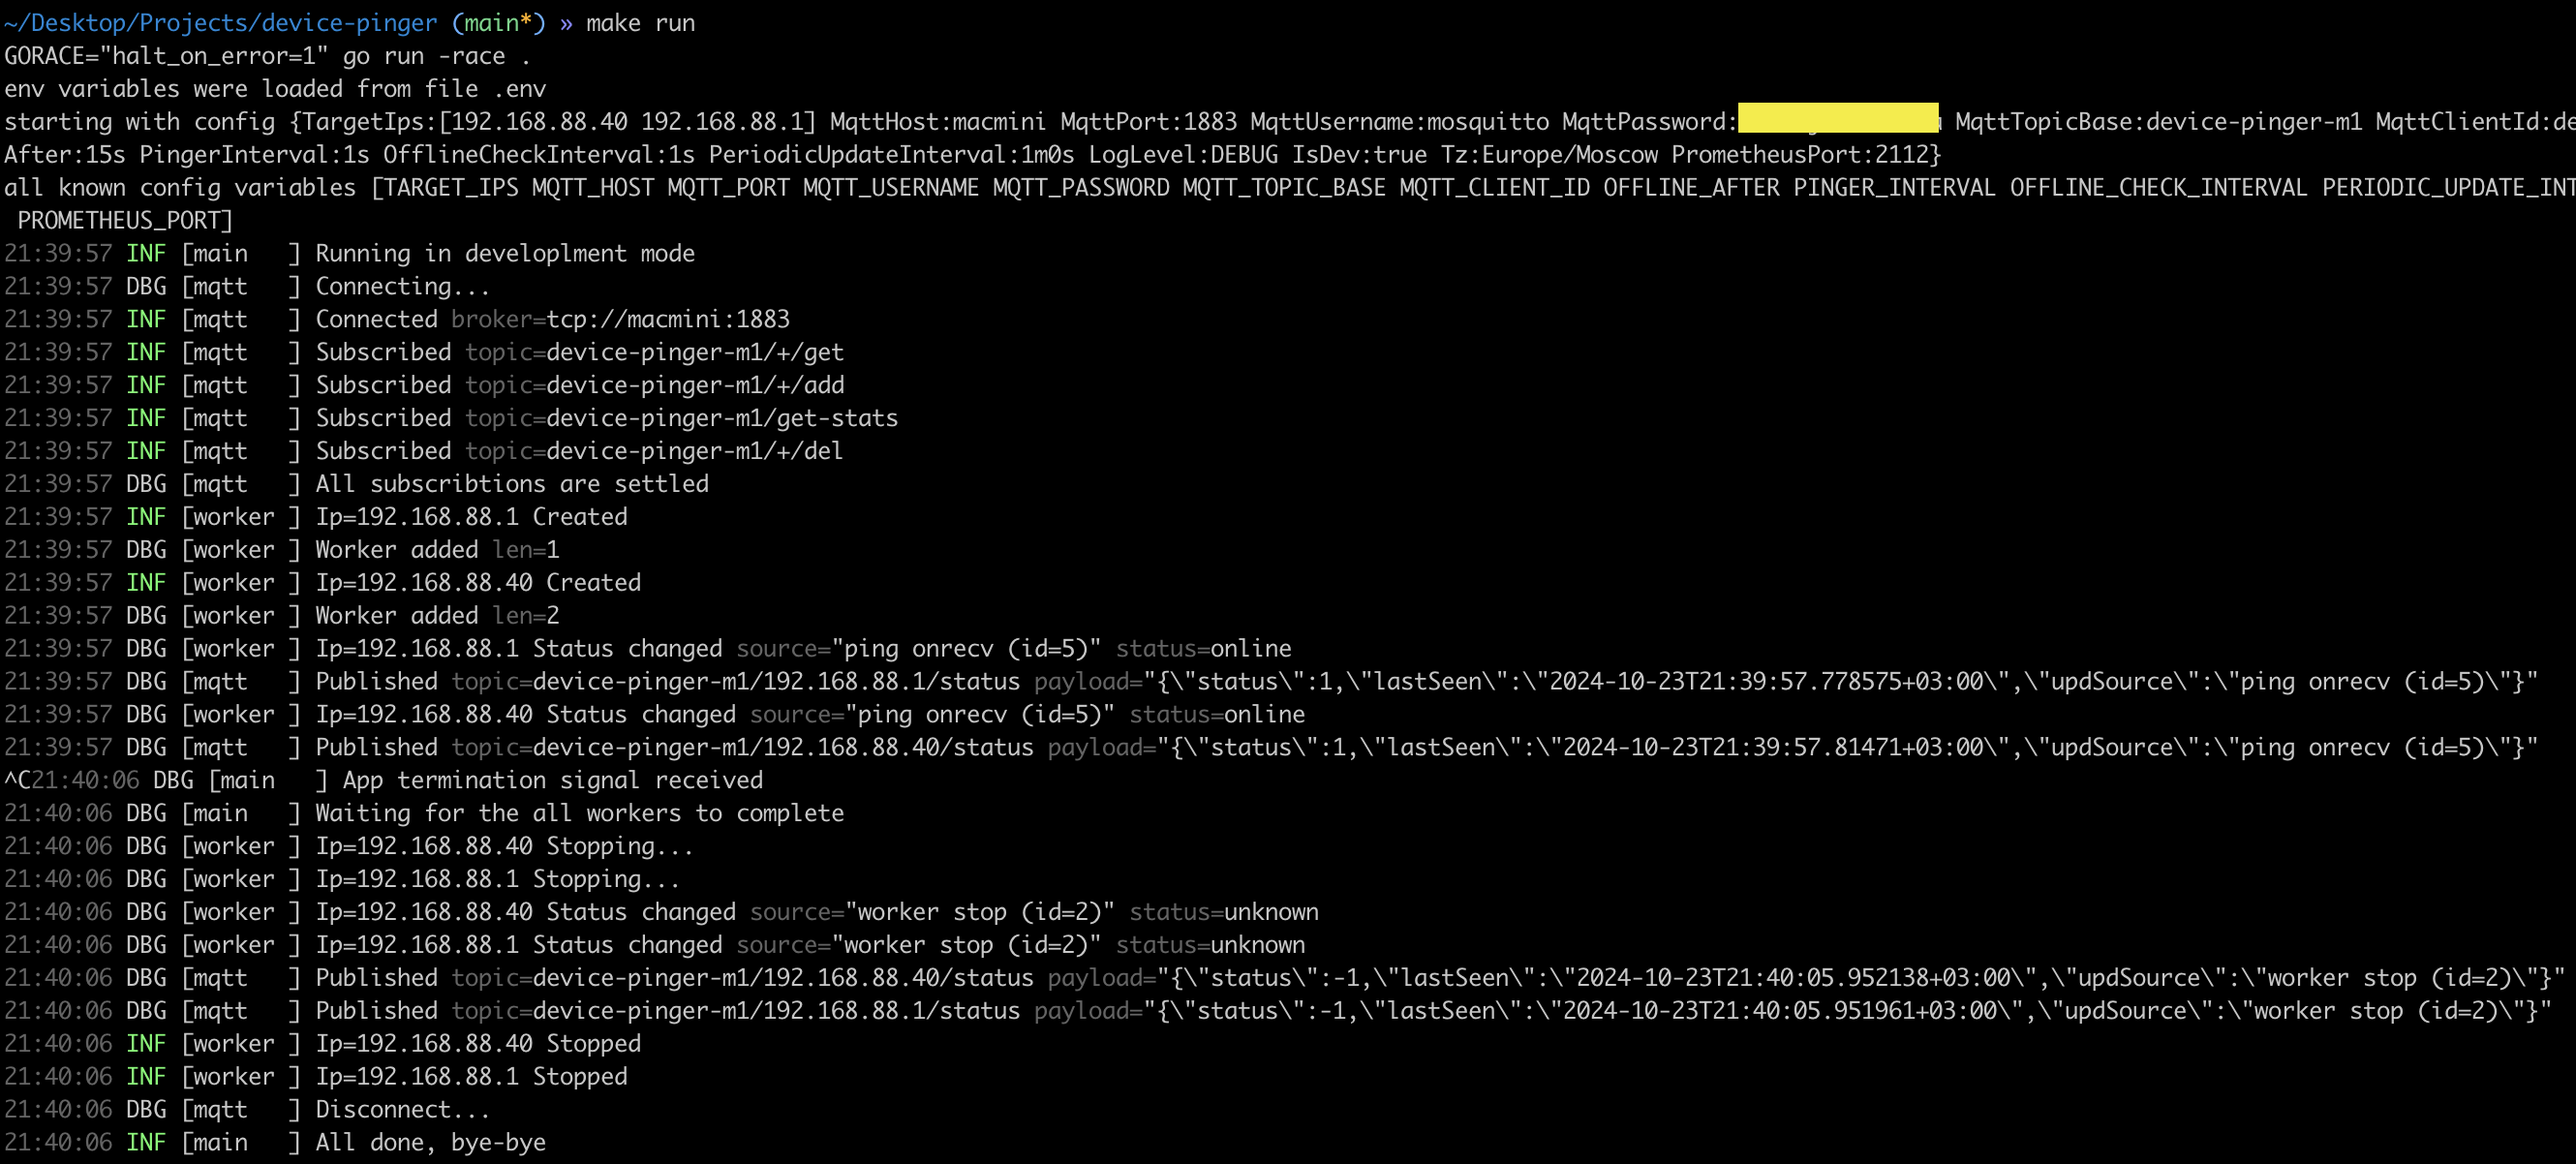 ~/Desktop/Projects/device-pinger (main*) » make run
GORACE="halt_on_error=1" go run -race .
env variables were loaded from file .env
starting with config {TargetIps:[192.168.88.40 192.168.88.1] MqttHost:macmini MqttPort:1883 MqttUsername:mosquitto MqttPassword: MqttTopicBase:device-pinger-m1 MqttClientId:de
After:15s PingerInterval:1s OfflineCheckInterval:1s PeriodicUpdateInterval:1m0s LogLevel:DEBUG IsDev:true Tz:Europe/Moscow PrometheusPort:2112}
all known config variables [TARGET_IPS MQTT_HOST MQTT_PORT MQTT_USERNAME MQTT_PASSWORD MQTT_TOPIC_BASE MQTT_CLIENT_ID OFFLINE_AFTER PINGER_INTERVAL OFFLINE_CHECK_INTERVAL PERIODIC_UPDATE_INT
PROMETHEUS_PORT]
21:39:57 INF [main   ] Running in developlment mode
21:39:57 DBG [mqtt   ] Connecting...
21:39:57 INF [mqtt   ] Connected broker=tcp://macmini:1883
21:39:57 INF [mqtt   ] Subscribed topic=device-pinger-m1/+/get
21:39:57 INF [mqtt   ] Subscribed topic=device-pinger-m1/+/add
21:39:57 INF [mqtt   ] Subscribed topic=device-pinger-m1/get-stats
21:39:57 INF [mqtt   ] Subscribed topic=device-pinger-m1/+/del
21:39:57 DBG [mqtt   ] All subscribtions are settled
21:39:57 INF [worker ] Ip=192.168.88.1 Created
21:39:57 DBG [worker ] Worker added len=1
21:39:57 INF [worker ] Ip=192.168.88.40 Created
21:39:57 DBG [worker ] Worker added len=2
21:39:57 DBG [worker ] Ip=192.168.88.1 Status changed source="ping onrecv (id=5)" status=online
21:39:57 DBG [mqtt   ] Published topic=device-pinger-m1/192.168.88.1/status payload="{\"status\":1,\"lastSeen\":\"2024-10-23T21:39:57.778575+03:00\",\"updSource\":\"ping onrecv (id=5)\"}"
21:39:57 DBG [worker ] Ip=192.168.88.40 Status changed source="ping onrecv (id=5)" status=online
21:39:57 DBG [mqtt   ] Published topic=device-pinger-m1/192.168.88.40/status payload="{\"status\":1,\"lastSeen\":\"2024-10-23T21:39:57.81471+03:00\",\"updSource\":\"ping onrecv (id=5)\"}"
^C21:40:06 DBG [main   ] App termination signal received
21:40:06 DBG [main   ] Waiting for the all workers to complete
21:40:06 DBG [worker ] Ip=192.168.88.40 Stopping...
21:40:06 DBG [worker ] Ip=192.168.88.1 Stopping...
21:40:06 DBG [worker ] Ip=192.168.88.40 Status changed source="worker stop (id=2)" status=unknown
21:40:06 DBG [worker ] Ip=192.168.88.1 Status changed source="worker stop (id=2)" status=unknown
21:40:06 DBG [mqtt   ] Published topic=device-pinger-m1/192.168.88.40/status payload="{\"status\":-1,\"lastSeen\":\"2024-10-23T21:40:05.952138+03:00\",\"updSource\":\"worker stop (id=2)\"}"
21:40:06 DBG [mqtt   ] Published topic=device-pinger-m1/192.168.88.1/status payload="{\"status\":-1,\"lastSeen\":\"2024-10-23T21:40:05.951961+03:00\",\"updSource\":\"worker stop (id=2)\"}"
21:40:06 INF [worker ] Ip=192.168.88.40 Stopped
21:40:06 INF [worker ] Ip=192.168.88.1 Stopped
21:40:06 DBG [mqtt   ] Disconnect...
21:40:06 INF [main   ] All done, bye-bye